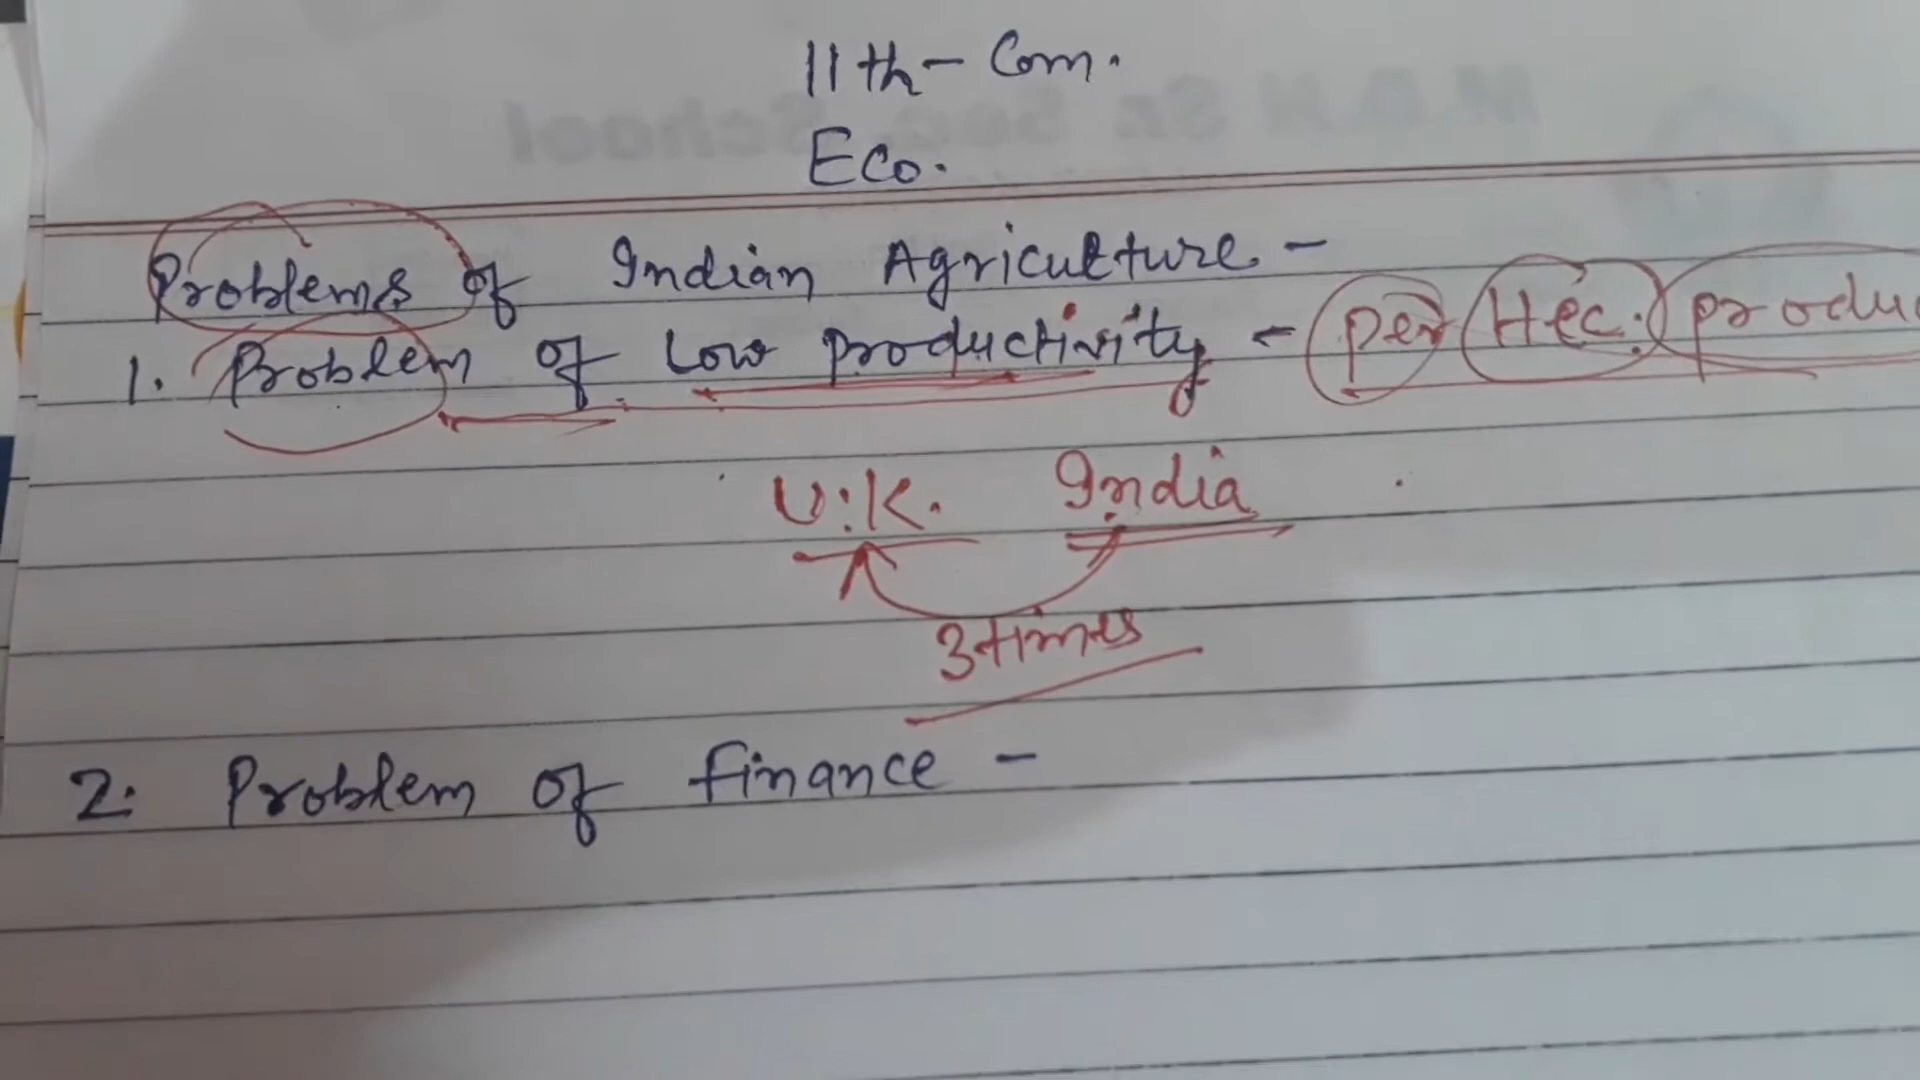 11th - Com.
Eco.
Problems of Indian Agriculture -
1. Problem of Low Productivity - Per Hec. produc
U.K. India
3 times
2. Problem of finance -